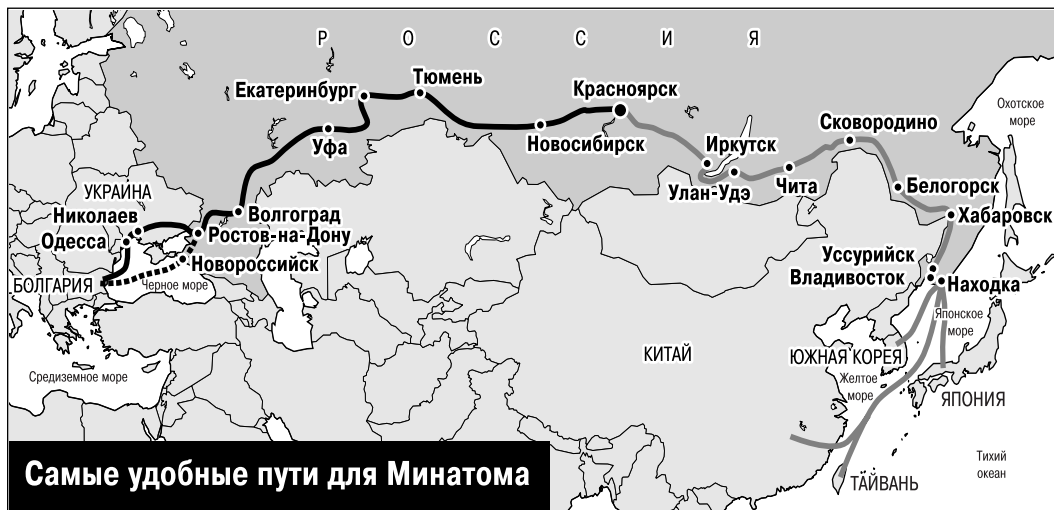 РОССИЯ
Екатеринбург
Тюмень
Красноярск
Охотское
море
Сковородино
Уфа
Новосибирск
Иркутск
УКРАИНА
Улан-Удэ
Чита
Белогорск
Николаев
Волгоград
Хабаровск
Одесса
Ростов-на-Дону
Уссурийск
Новороссийск
Владивосток
БОЛГАРИЯ
Черное море
Находка
Японское
море
КИТАЙ
ЮЖНАЯ КОРЕЯ
Средиземное море
Желтое
море
ЯПОНИЯ
Самые удобные пути для Минатома
Тихий
океан
ТАЙВАНЬ